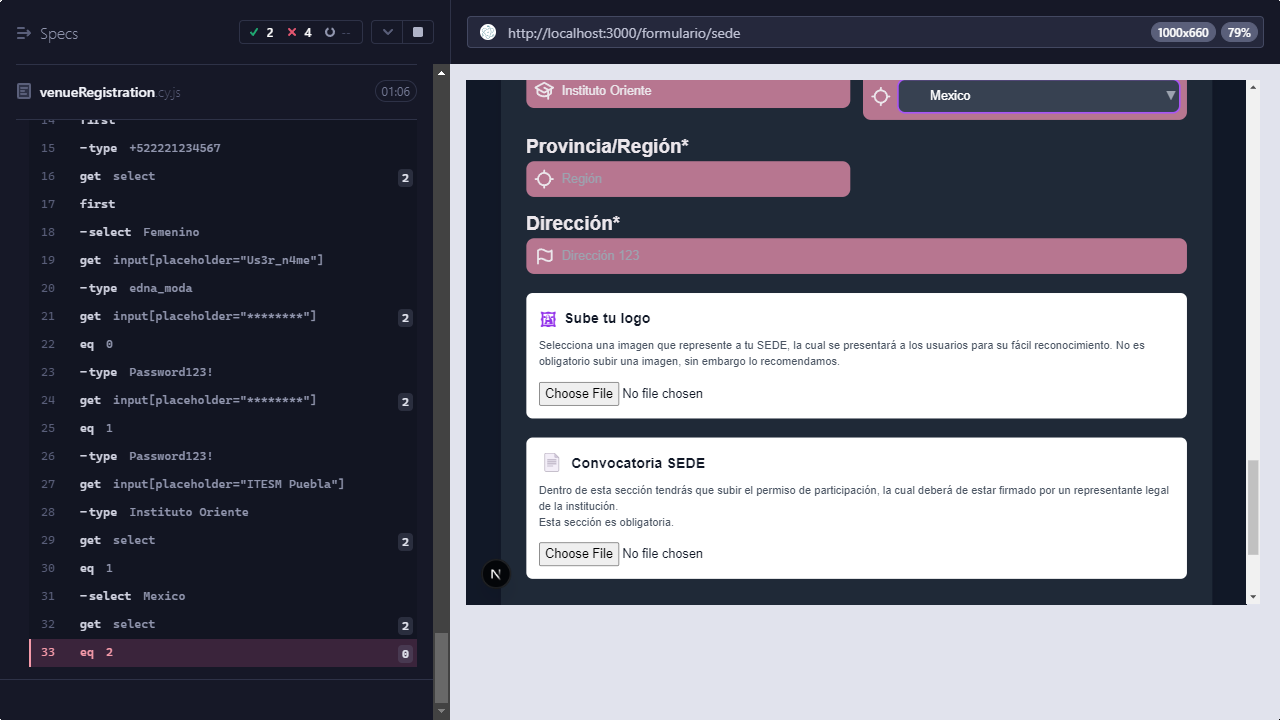 Specs
2
4
--
venueRegistration.cy.js
01:06
14 first
15 -type +522221234567
16 get select 2
17 first
18 -select Femenino
19 get input[placeholder="Us3r_n4me"]
20 -type edna_moda
21 get input[placeholder="********"] 2
22 eq 0
23 -type Password123!
24 get input[placeholder="********"] 2
25 eq 1
26 -type Password123!
27 get input[placeholder="ITESM Puebla"]
28 -type Instituto Oriente
29 get select 2
30 eq 1
31 -select Mexico
32 get select 2
33 eq 2 0
http://localhost:3000/formulario/sede
1000x660
79%
Instituto Oriente
Mexico
Provincia/Región*
Región
Dirección*
Dirección 123
Sube tu logo
Selecciona una imagen que represente a tu SEDE, la cual se presentará a los usuarios para su fácil reconocimiento. No es
obligatorio subir una imagen, sin embargo lo recomendamos.
Choose File No file chosen
Convocatoria SEDE
Dentro de esta sección tendrás que subir el permiso de participación, la cual deberá de estar firmado por un representante legal
de la institución.
Esta sección es obligatoria.
Choose File No file chosen
N